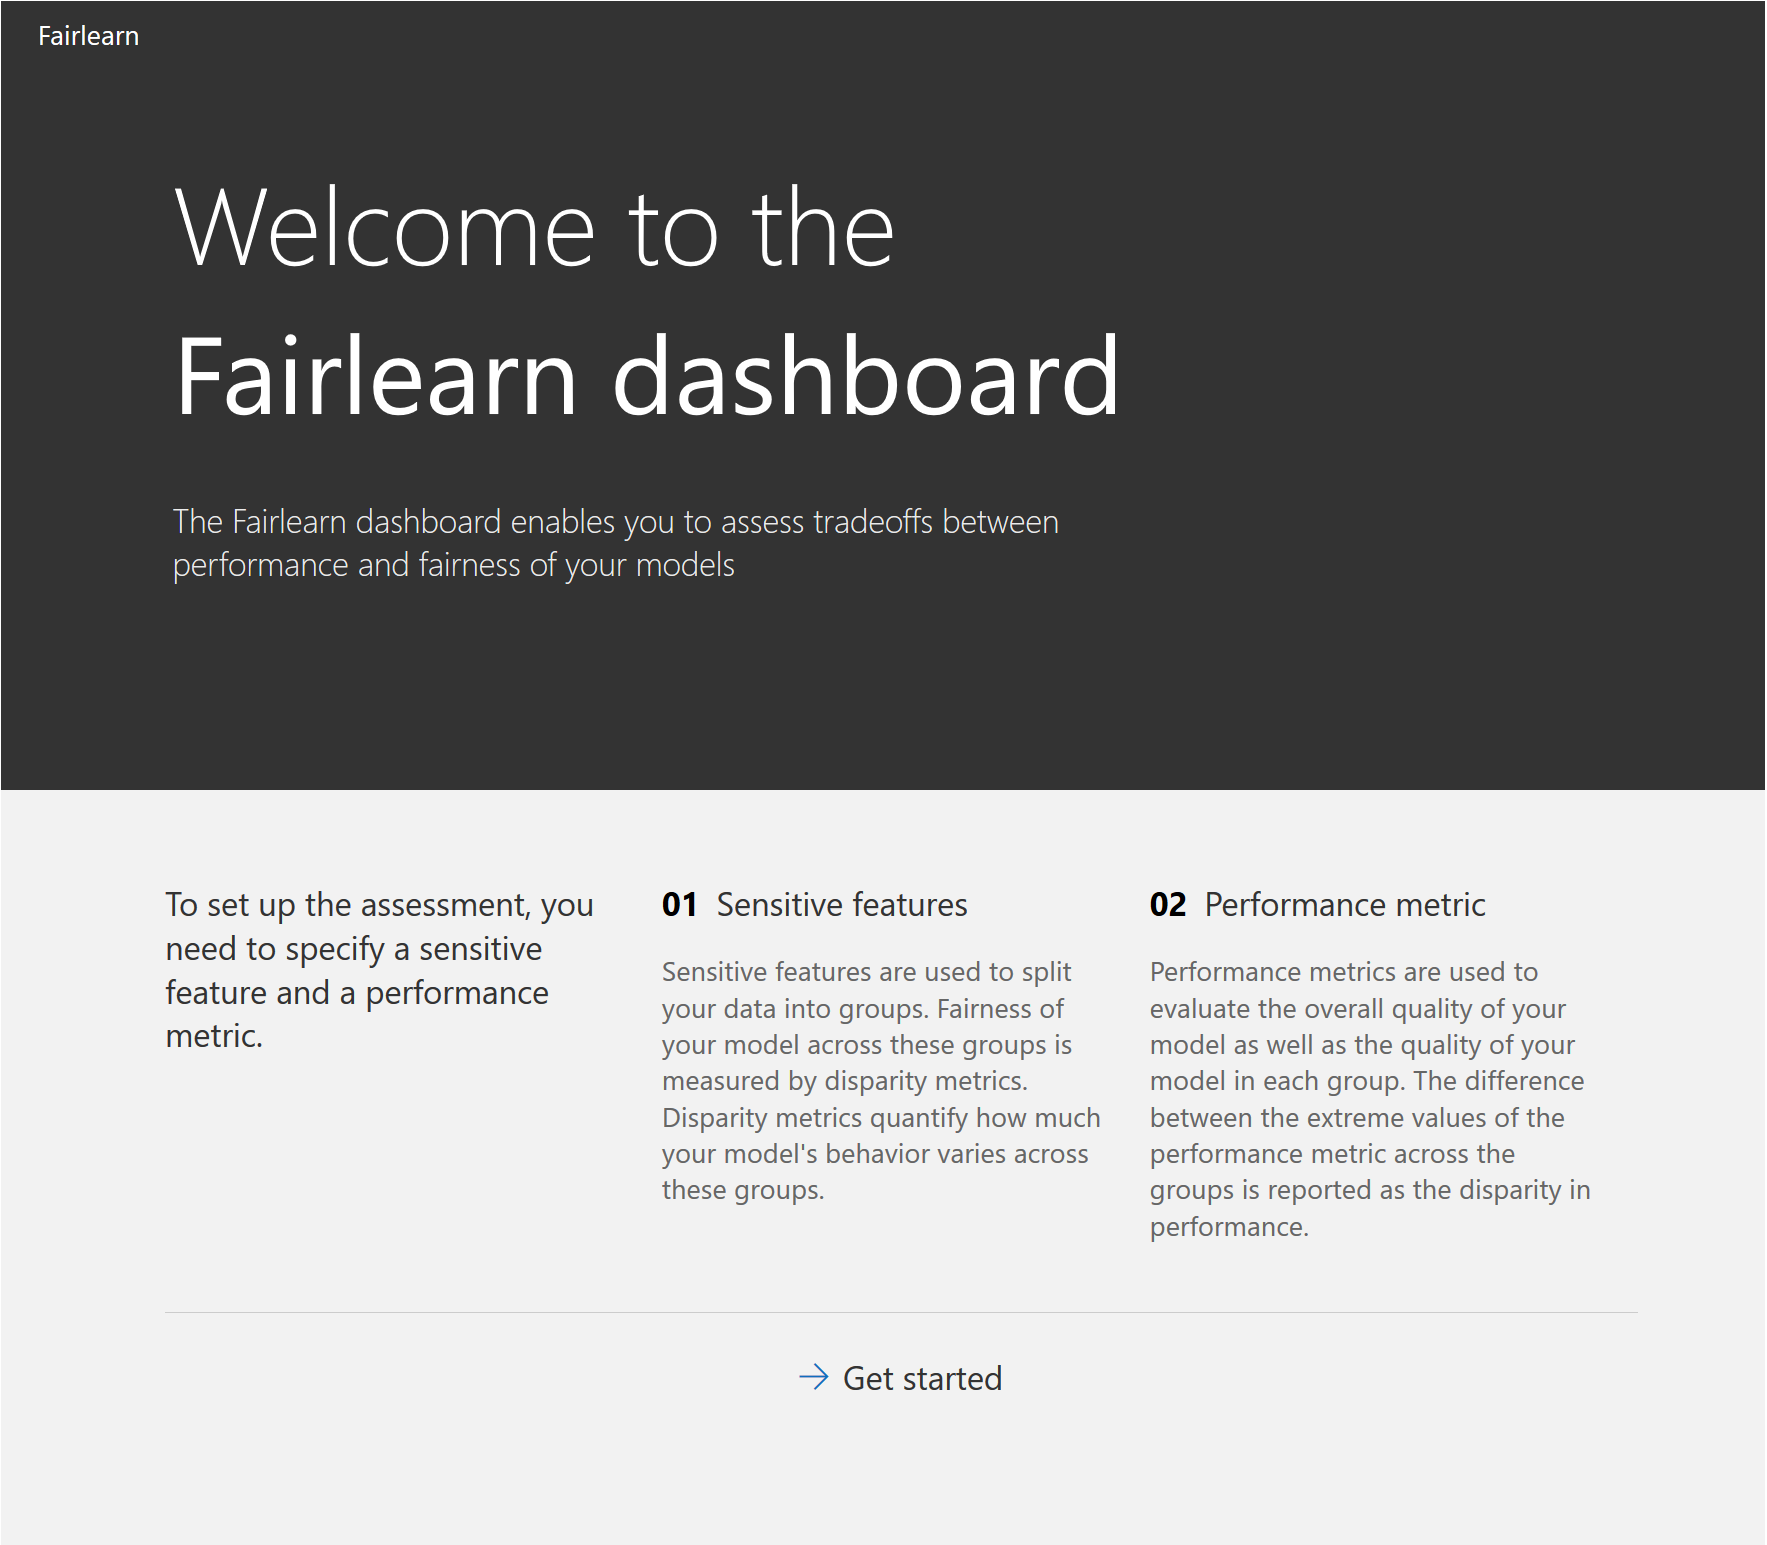 Fairlearn
Welcome to the
Fairlearn dashboard
The Fairlearn dashboard enables you to assess tradeoffs between
performance and fairness of your models
To set up the assessment, you
need to specify a sensitive
feature and a performance
metric.
01 Sensitive features
Sensitive features are used to split
your data into groups. Fairness of
your model across these groups is
measured by disparity metrics.
Disparity metrics quantify how much
your model's behavior varies across
these groups.
02 Performance metric
Performance metrics are used to
evaluate the overall quality of your
model as well as the quality of your
model in each group. The difference
between the extreme values of the
performance metric across the
groups is reported as the disparity in
performance.
Get started